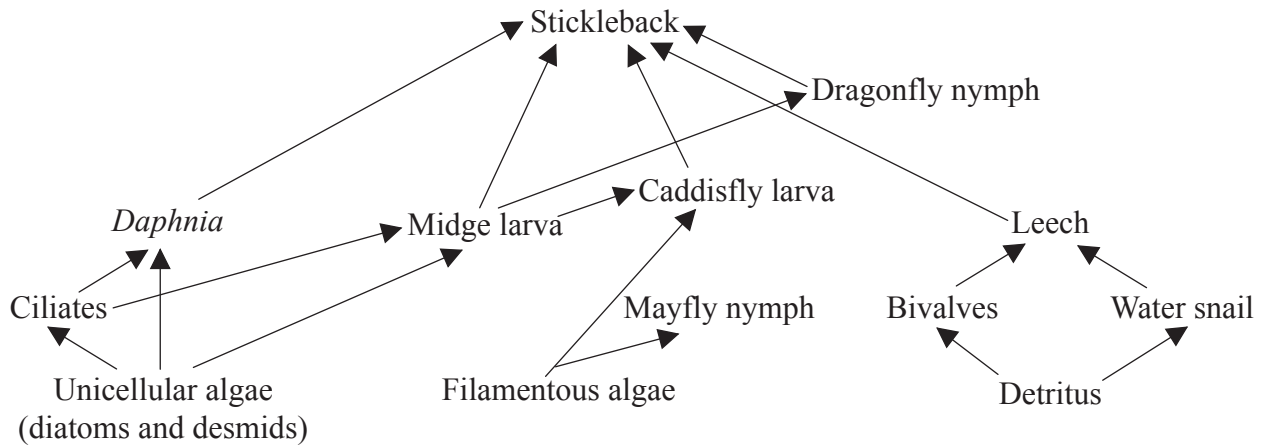 Stickleback
Dragonfly nymph
Caddisfly larva
Daphnia
Midge larva
Leech
Ciliates
Mayfly nymph
Bivalves
Water snail
Unicellular algae
(diatoms and desmids)
Filamentous algae
Detritus